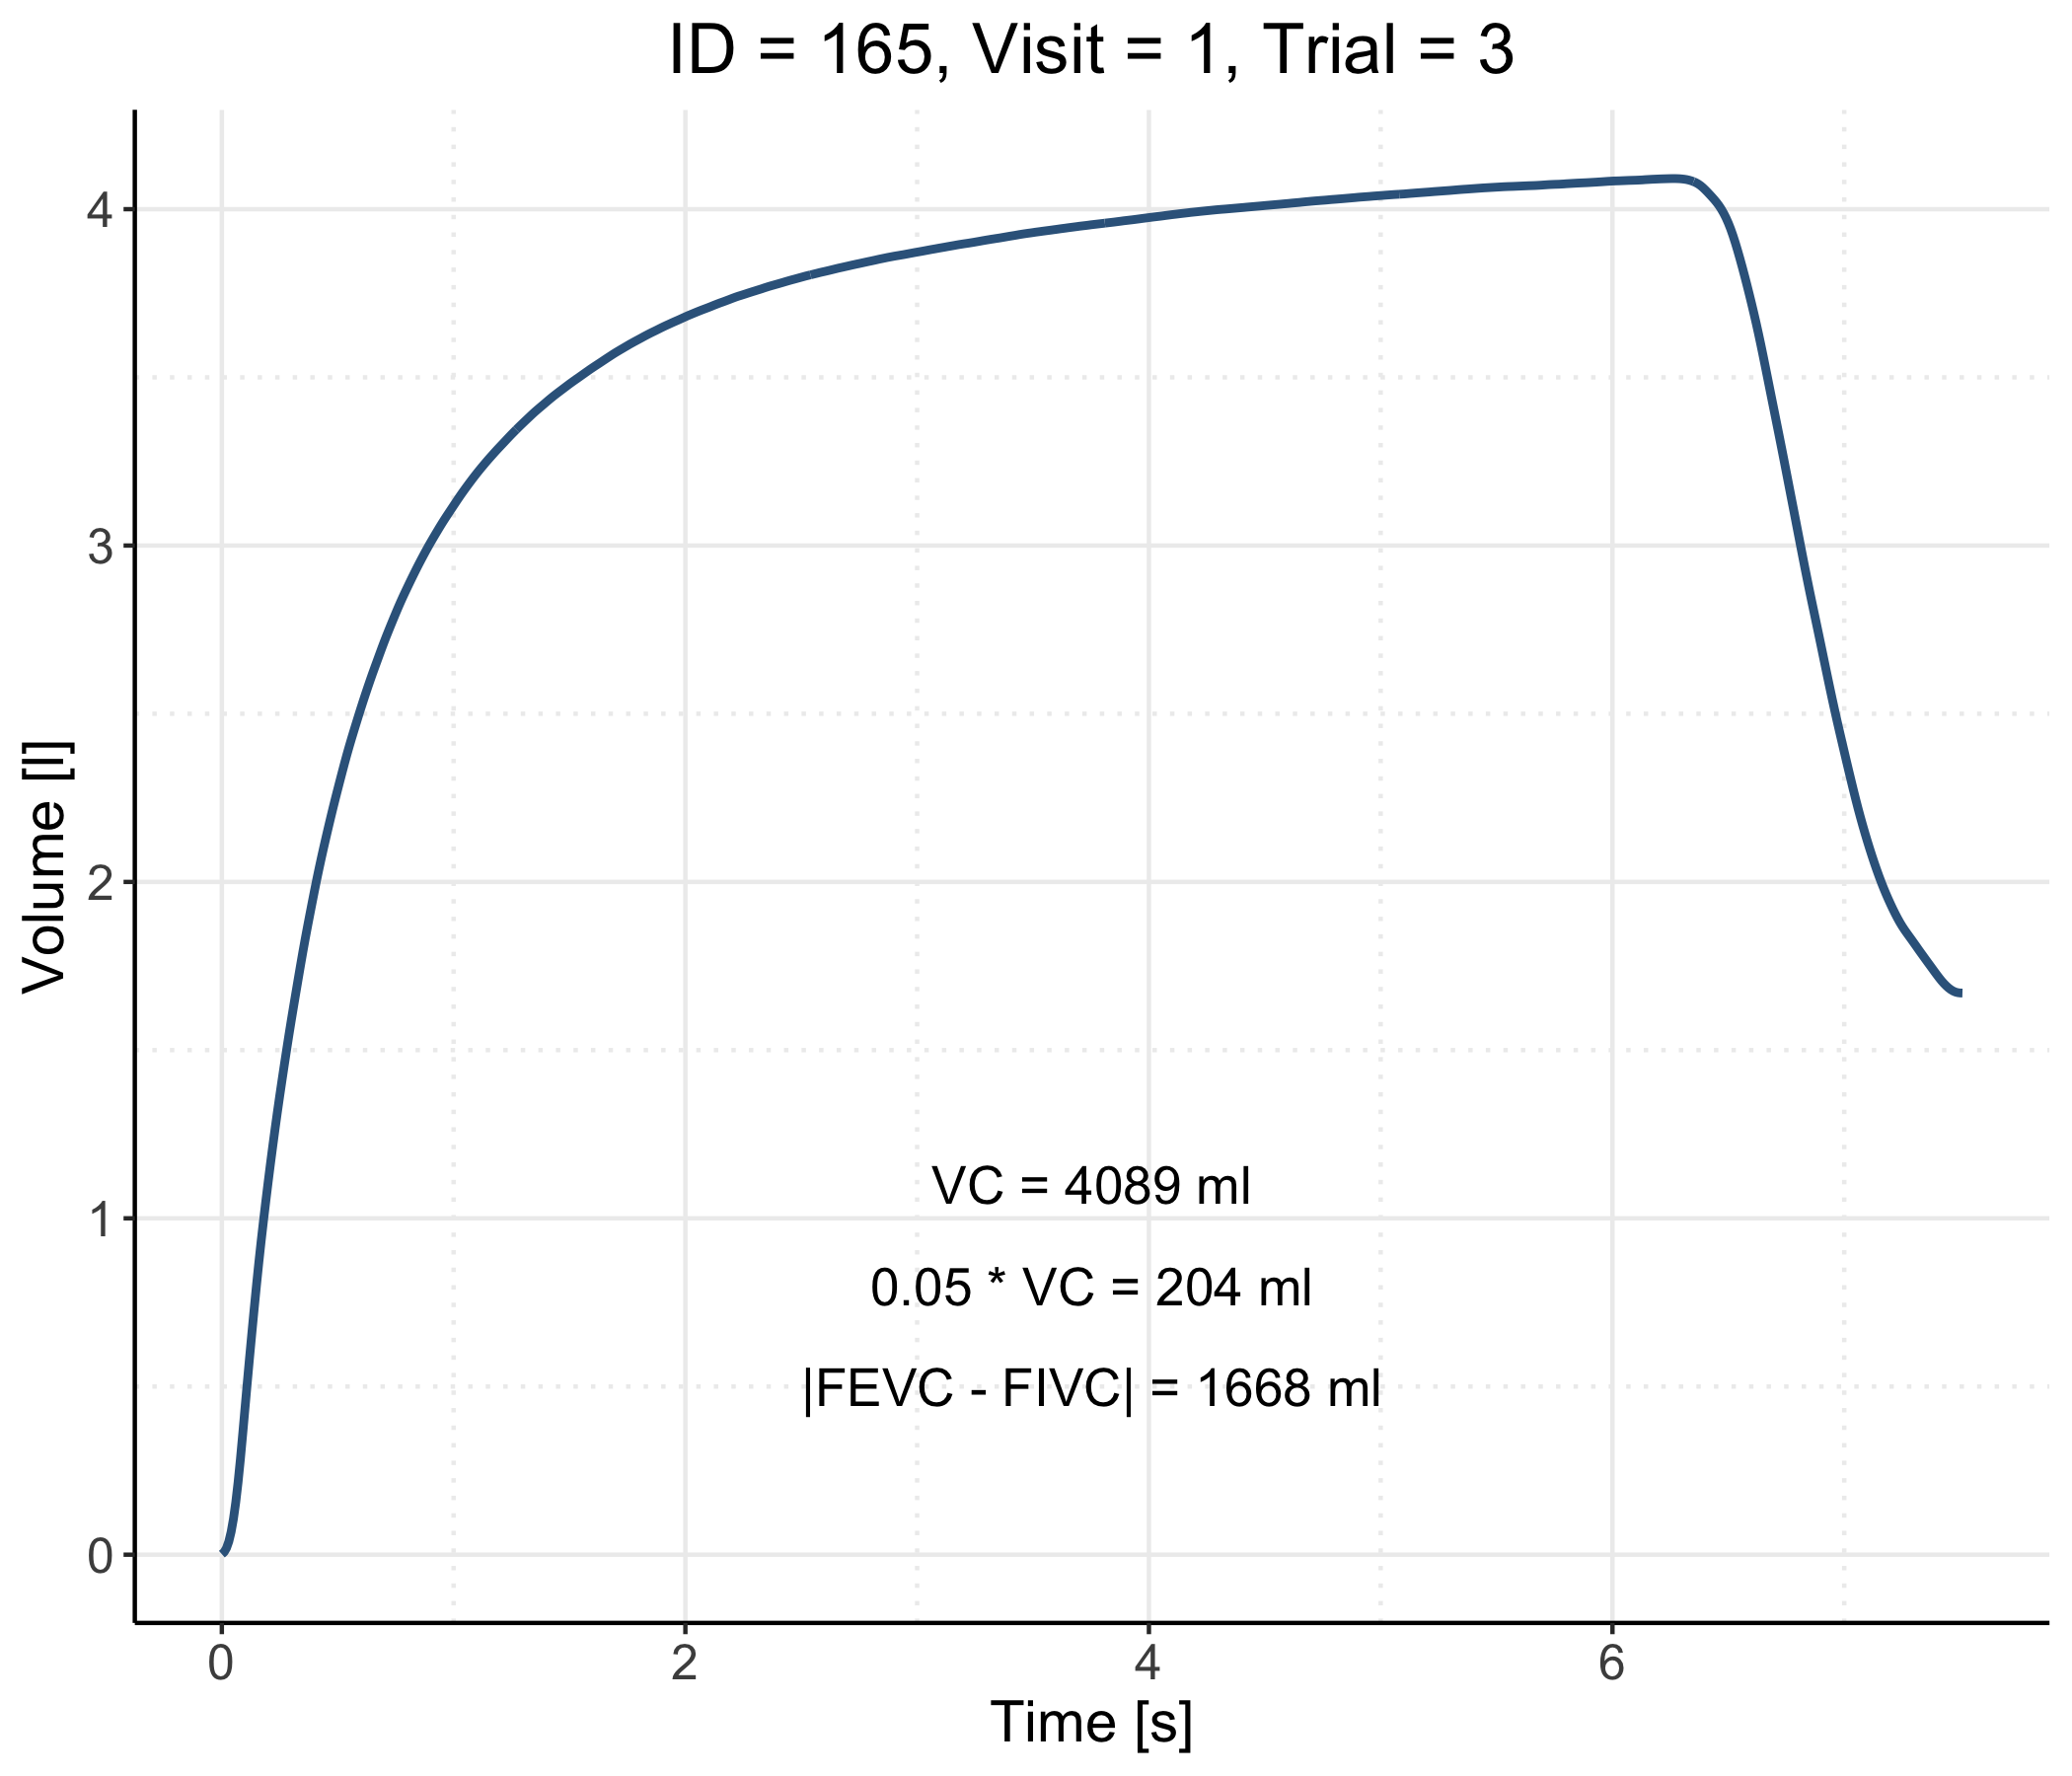 ID = 165, Visit = 1, Trial = 3
4
3
2
1
0
Volume [l]
VC = 4089 ml
0.05 * VC = 204 ml
|FEVC - FIVC| = 1668 ml
0 2 4 6
Time [s]